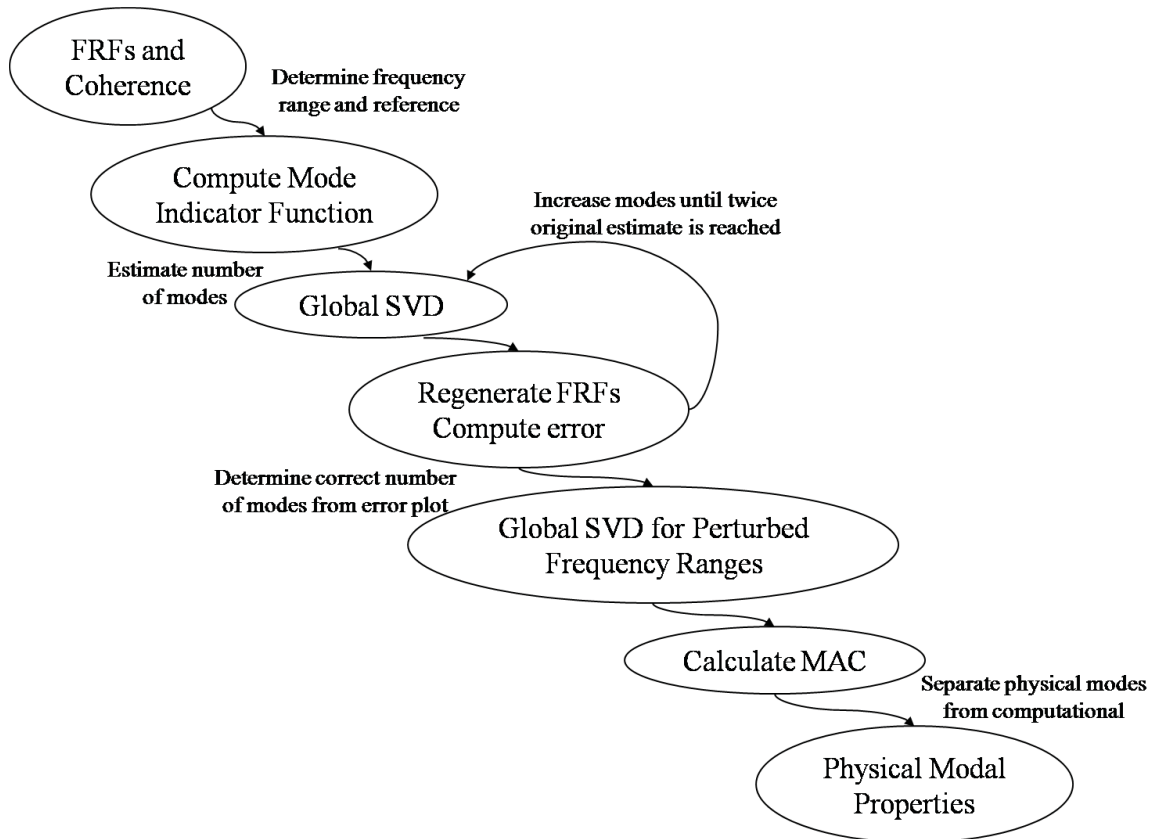 FRFs and
Coherence
Determine frequency
range and reference
Compute Mode
Indicator Function
Increase modes until twice
original estimate is reached
Estimate number
of modes
Global SVD
Regenerate FRFs
Compute error
Determine correct number
of modes from error plot
Global SVD for Perturbed
Frequency Ranges
Calculate MAC
Separate physical modes
from computational
Physical Modal
Properties